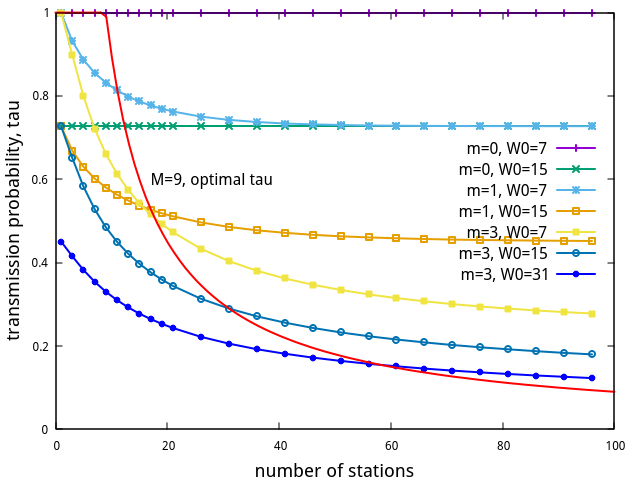 1
0.8
0.6
0.4
0.2
0
transmission probability, tau
m=0, W0=7
m=0, W0=15
m=1, W0=7
m=1, W0=15
m=3, W0=7
m=3, W0=15
m=3, W0=31
M=9, optimal tau
0 20 40 60 80 100
number of stations